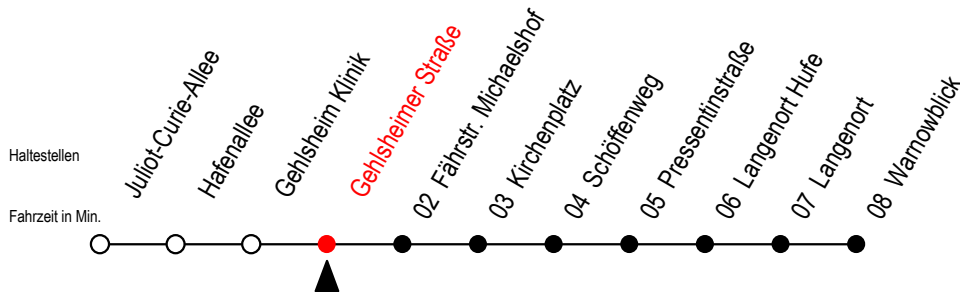 Haltestellen
Fahrzeit in Min.
Juliot-Curie-Allee
Hafenallee
Gehlsheim Klinik
Gehlsheimer Straße
02 Fährstr. Michaelshof
03 Kirchenplatz
04 Schöffenweg
05 Pressentinstraße
06 Langenort Hufe
07 Langenort
08 Warnowblick